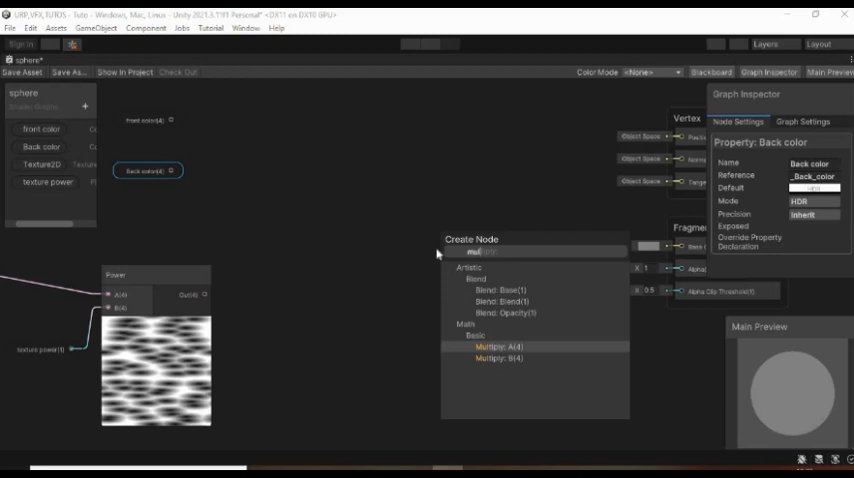 URP_VFX_TUTOS - Tuto - Windows, Mac, Linux - Unity 2021.3.11f1 Personal* <DX11 on DX10 GPU>
File Edit Assets GameObject Component Jobs Tutorial Window Help
Sign in Layers Layout
sphere*
Save Asset Save As... Show In Project Check Out Color Mode <None> Blackboard Graph Inspector Main Preview
sphere
Shader Graphs +
front color
Back color
Texture2D
texture power
front color(4)
Back color(4)
Power
A(4) Out(4)
B(4)
texture power(1)
Create Node
multiply:
Artistic
Blend
Blend: Base(1)
Blend: Blend(1)
Blend: Opacity(1)
Math
Basic
Multiply: A(4)
Multiply: B(4)
Vertex
Object Space
Object Space
Object Space
X 1
X 0.5 Alpha Clip Threshold(1)
Graph Inspector
Node Settings Graph Settings
Property: Back color
Name Back color
Reference _Back_color
Default HDR
Mode HDR
Precision Inherit
Exposed
Override Property
Declaration
Main Preview